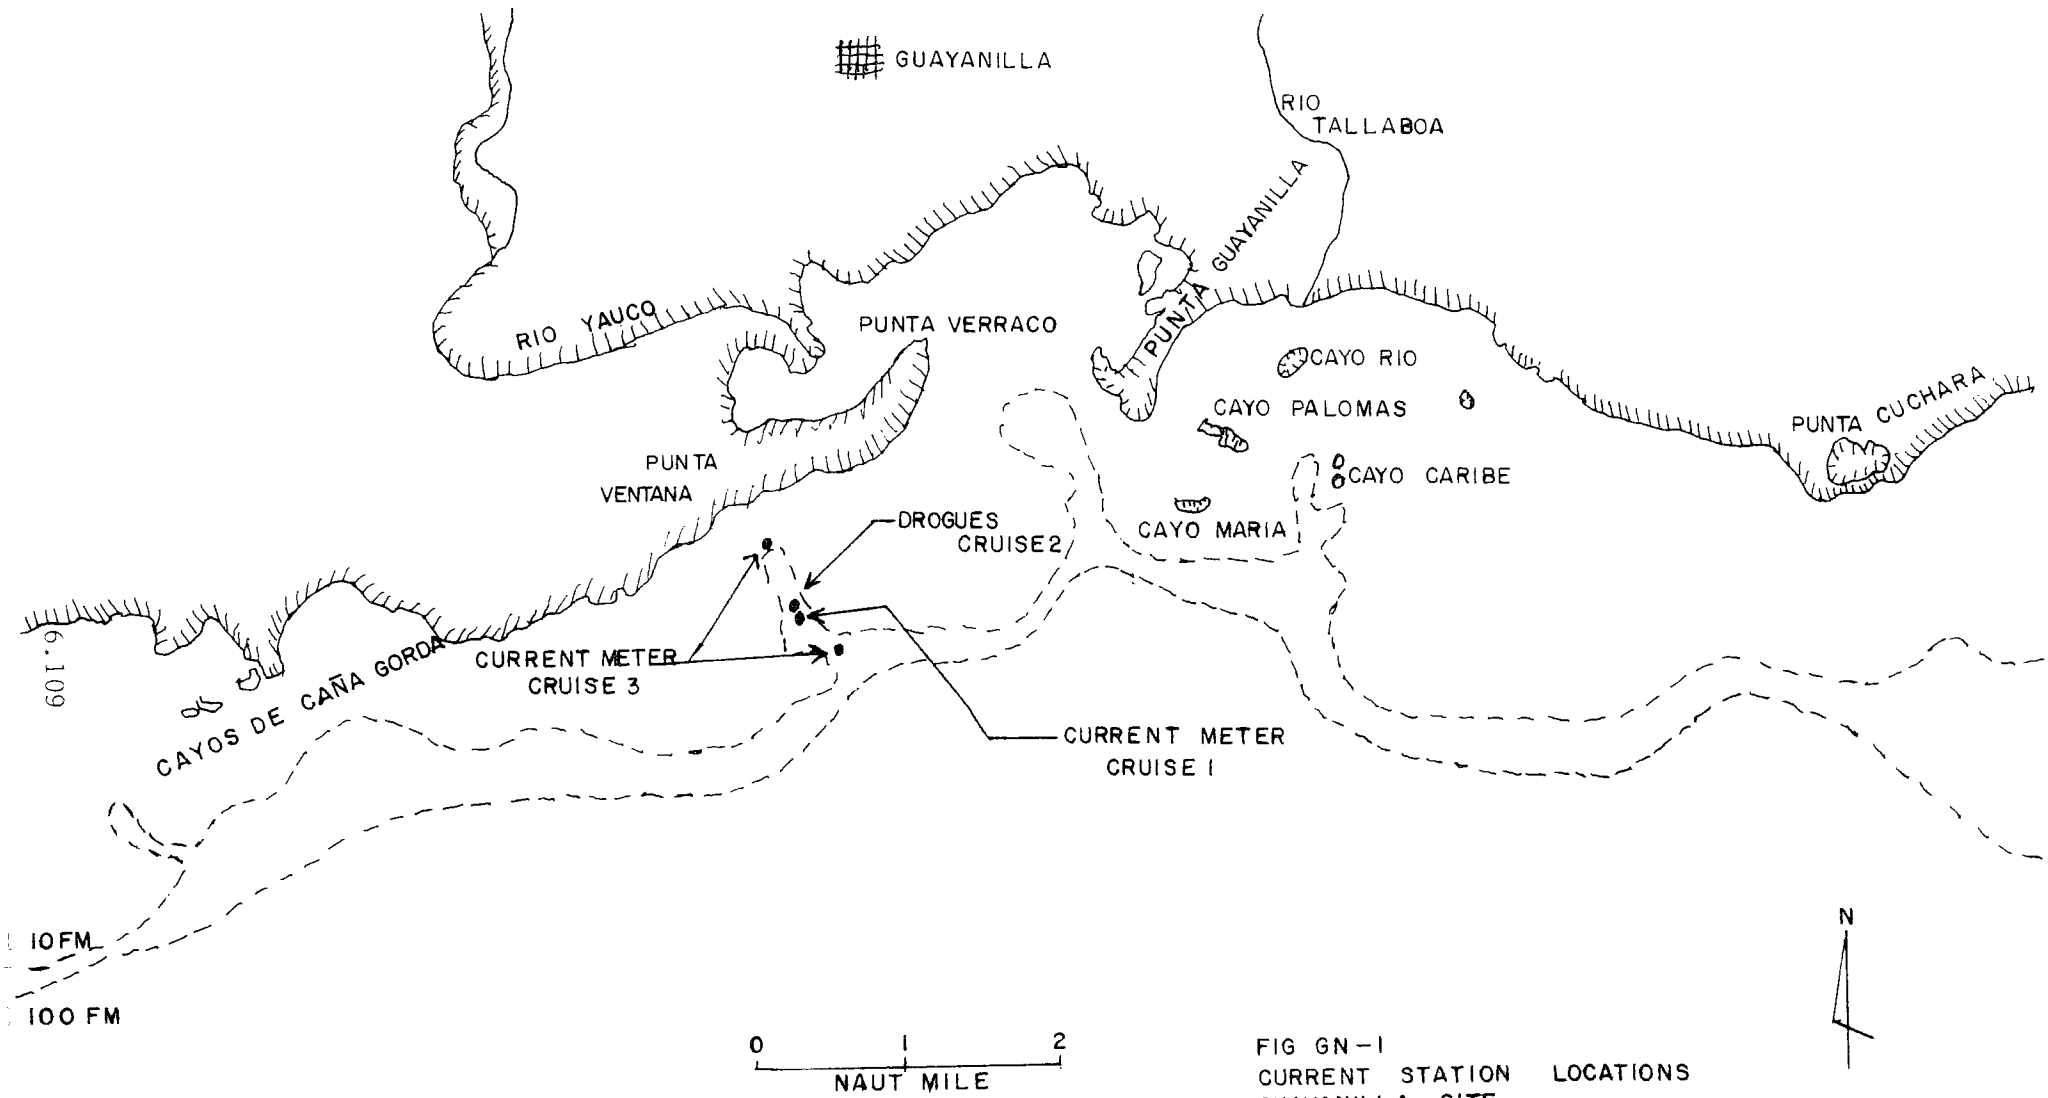 GUAYANILLA
RIO
TALLABOA
PUNTA GUAYANILLA
RIO YAUCO
PUNTA VERRACO
CAYO RIO
CAYO PALOMAS
PUNTA CUCHARA
PUNTA
VENTANA
CAYO CARIBE
DROGUES
CRUISE 2
CAYO MARIA
6.109
CURRENT METER
CRUISE 3
CAYOS DE CAÑA GORDA
CURRENT METER
CRUISE 1
10 FM
100 FM
N
0 1 2
NAUT MILE
FIG GN-1
CURRENT STATION LOCATIONS